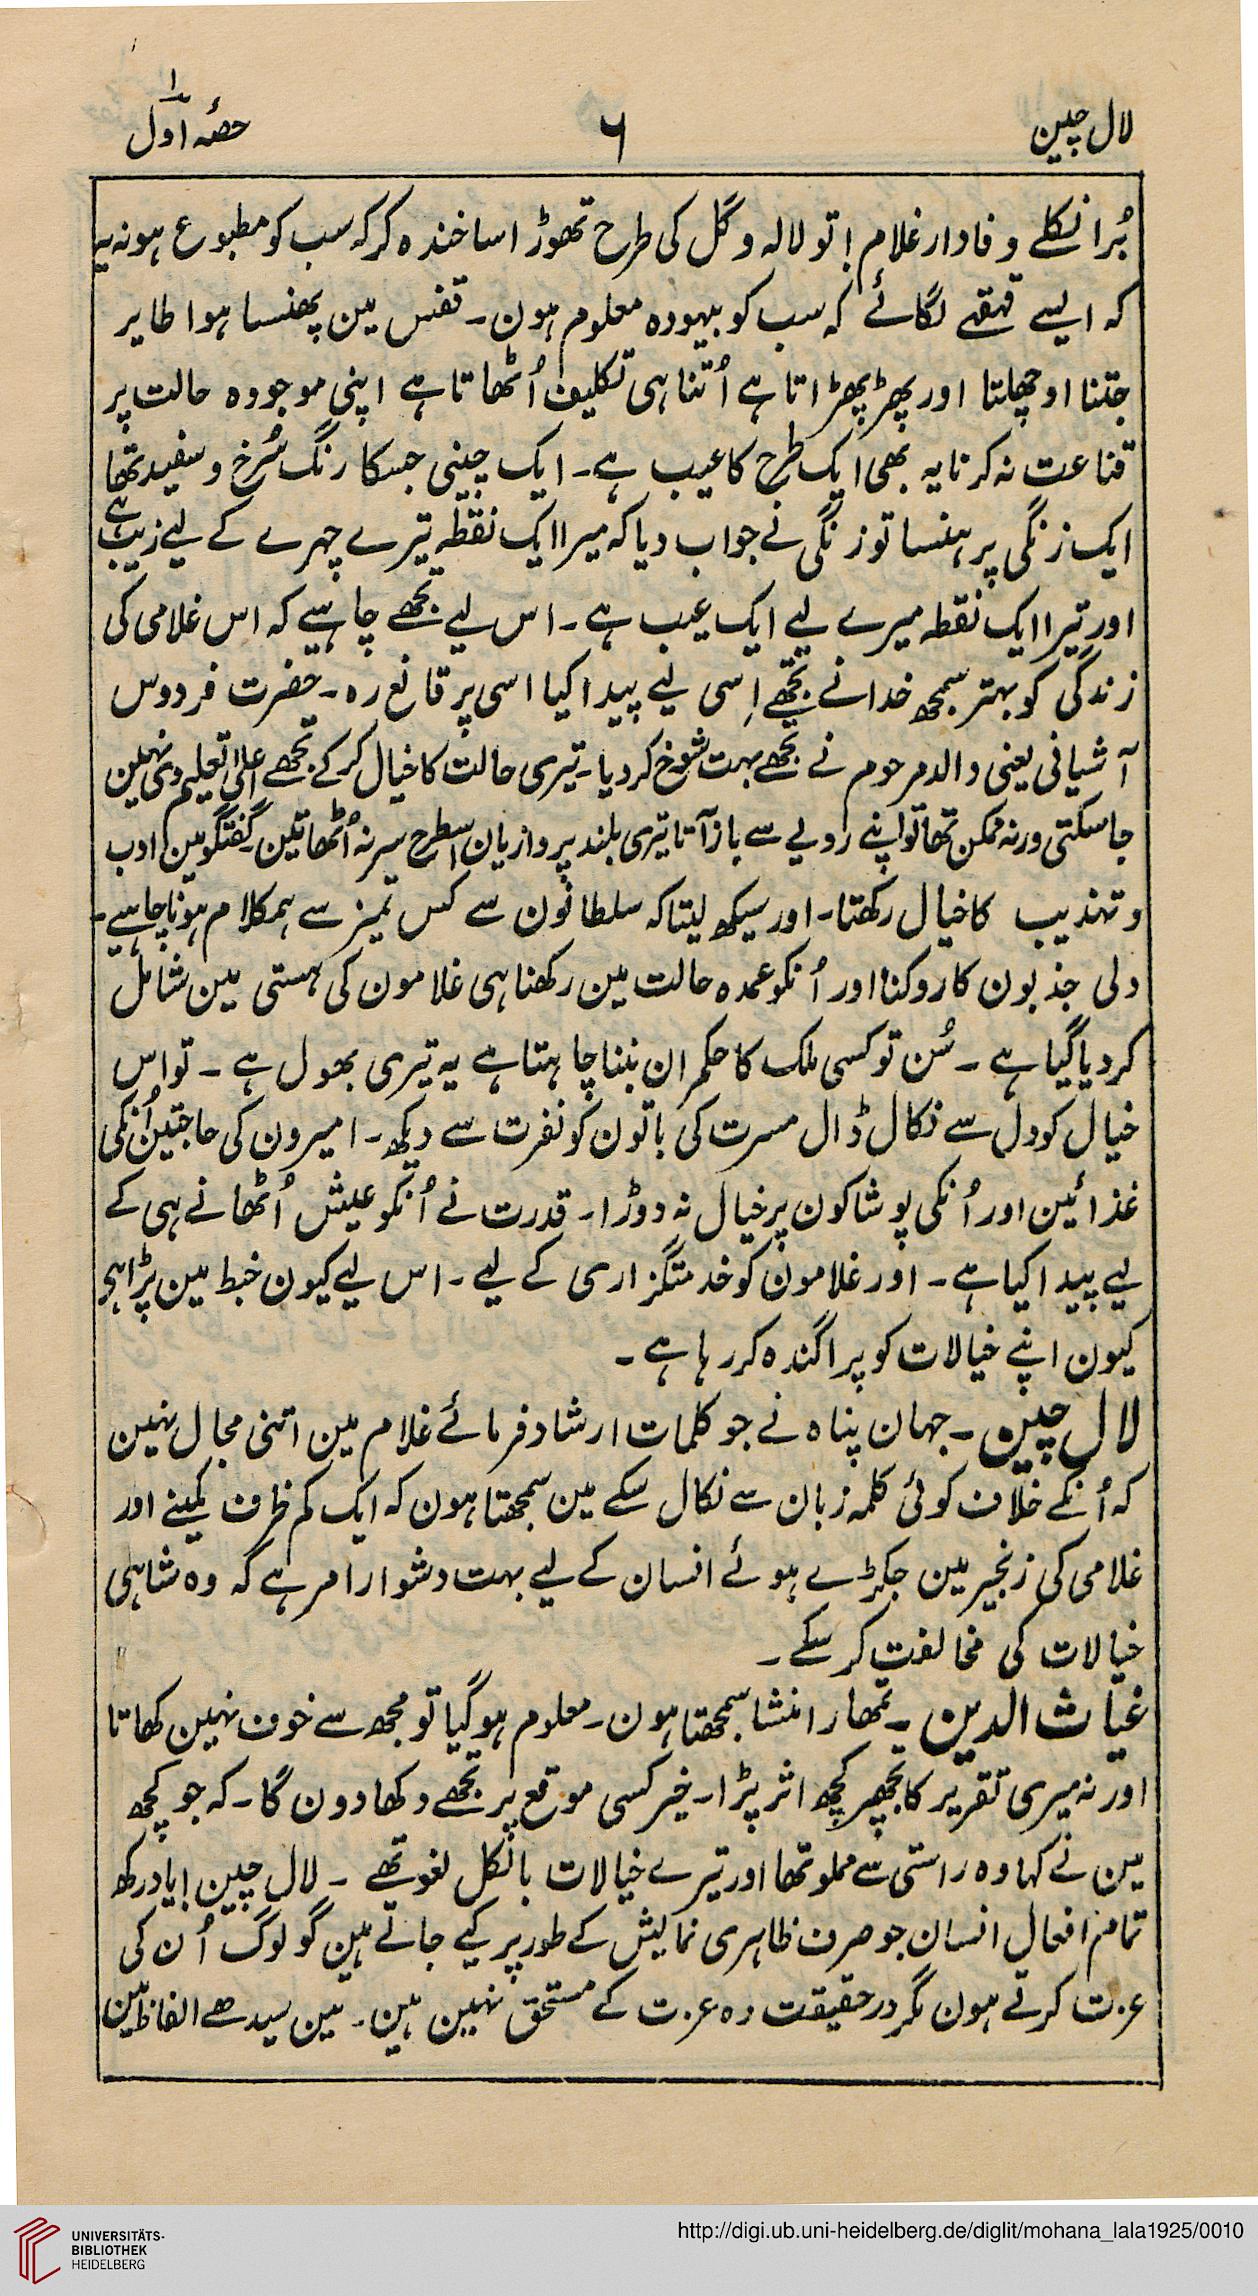 لال چین
۶
حصۂ اول
۱
بُرا نکلے وفادار غلام! تو لالہ و گل کی طرح تھوڑا سا خندہ کر کہ سب کو مطبوع ہو نہ یہ
کہ ایسے قہقہے لگائے کہ سب کو بیہودہ معلوم ہون۔ قفس مین پھنسا ہوا طایر
جتنا اوچھلتا اور پھڑپھڑاتا ہے اُتنا ہی تکلیف اُٹھاتا ہے اپنی موجودہ حالت پر
قناعت نہ کرنا یہ بھی ایک طرح کا عیب ہے۔ ایک چینی جسکا رنگ سُرخ و سفید تھا
ایک زنگی پر ہنسا تو زنگی نے جواب دیا کہ میرا ایک نقطہ تیرے چہرے کے لیے زیب ہے
اور تیرا ایک نقطہ میرے لیے ایک عیب ہے۔ اس لیے تجھے چاہیے کہ اس غلامی کی
زندگی کو بہتر سمجھ خدا نے تجھے اِسی لیے پیدا کیا اسی پر قانع رہ۔ حضرت فردوس
آشیانی یعنی والد مرحوم نے تجھے بہت شوخ کر دیا۔ تیری حالت کا خیال کر کے تجھے اعلیٰ تعلیم دی نہین
جا سکتی ورنہ ممکن تھا تو اپنے رویے سے باز آتا تیری بلند پروازیان اسطرح سر نہ اُٹھاتین۔ گفتگو مین ادب
و تہذیب کا خیال رکھتا۔ اور سیکھ لیتا کہ سلطانون سے کس تمیز سے ہمکلام ہونا چاہیے۔
دلی جذبون کا روکنا اور اُنکو عمدہ حالت مین رکھنا ہی غلامون کی ہستی مین شامل
کر دیا گیا ہے۔ سُن تو کسی ملک کا حکمران بننا چاہتا ہے یہ تیری بھول ہے۔ تو اس
خیال کو دل سے نکال ڈال مسرت کی باتون کو نفرت سے دیکھ۔ امیرون کی حاجتین اُنکی
غذائین اور اُنکی پوشاکون پر خیال نہ دوڑا۔ قدرت نے اُنکو عیش اُٹھانے ہی کے
لیے پیدا کیا ہے۔ اور غلامون کو خدمتگزاری کے لیے۔ اس لیے کیون خبط مین پڑا ہی
کیون اپنے خیالات کو پراگندہ کر رہا ہے۔
لال چین۔ جہان پناہ نے جو کلمات ارشاد فرمائے غلام مین اتنی مجال نہین
کہ اُنکے خلاف کوئی کلمہ زبان سے نکال سکے مین سمجھتا ہون کہ ایک کم ظرف کمینے اور
غلامی کی زنجیر مین جکڑے ہوئے انسان کے لیے بہت دشوار امر ہے کہ وہ شاہی
خیالات کی مخالفت کر سکے۔
غیاث الدین۔ تمھارا منشا سمجھتا ہون۔ معلوم ہو گیا تو مجھ سے خوف نہین کھاتا
اور نہ میری تقریر کا تجھپر کچھ اثر پڑا۔ خیر کسی موقع پر تجھے دکھا دون گا۔ کہ جو کچھ
مین نے کہا وہ راستی سے مملو تھا اور تیرے خیالات بالکل لغو تھے۔ لال چین! یاد رکھ
تمام افعال انسان جو صرف ظاہری نمایش کے طور پر کیے جاتے ہین گو لوگ اُن کی
عزت کرتے ہون مگر درحقیقت وہ عزت کے مستحق نہین ہین۔ مین سیدھے الفاظ مین
UNIVERSITÄTS-
BIBLIOTHEK
HEIDELBERG
http://digi.ub.uni-heidelberg.de/diglit/mohana_lala1925/0010